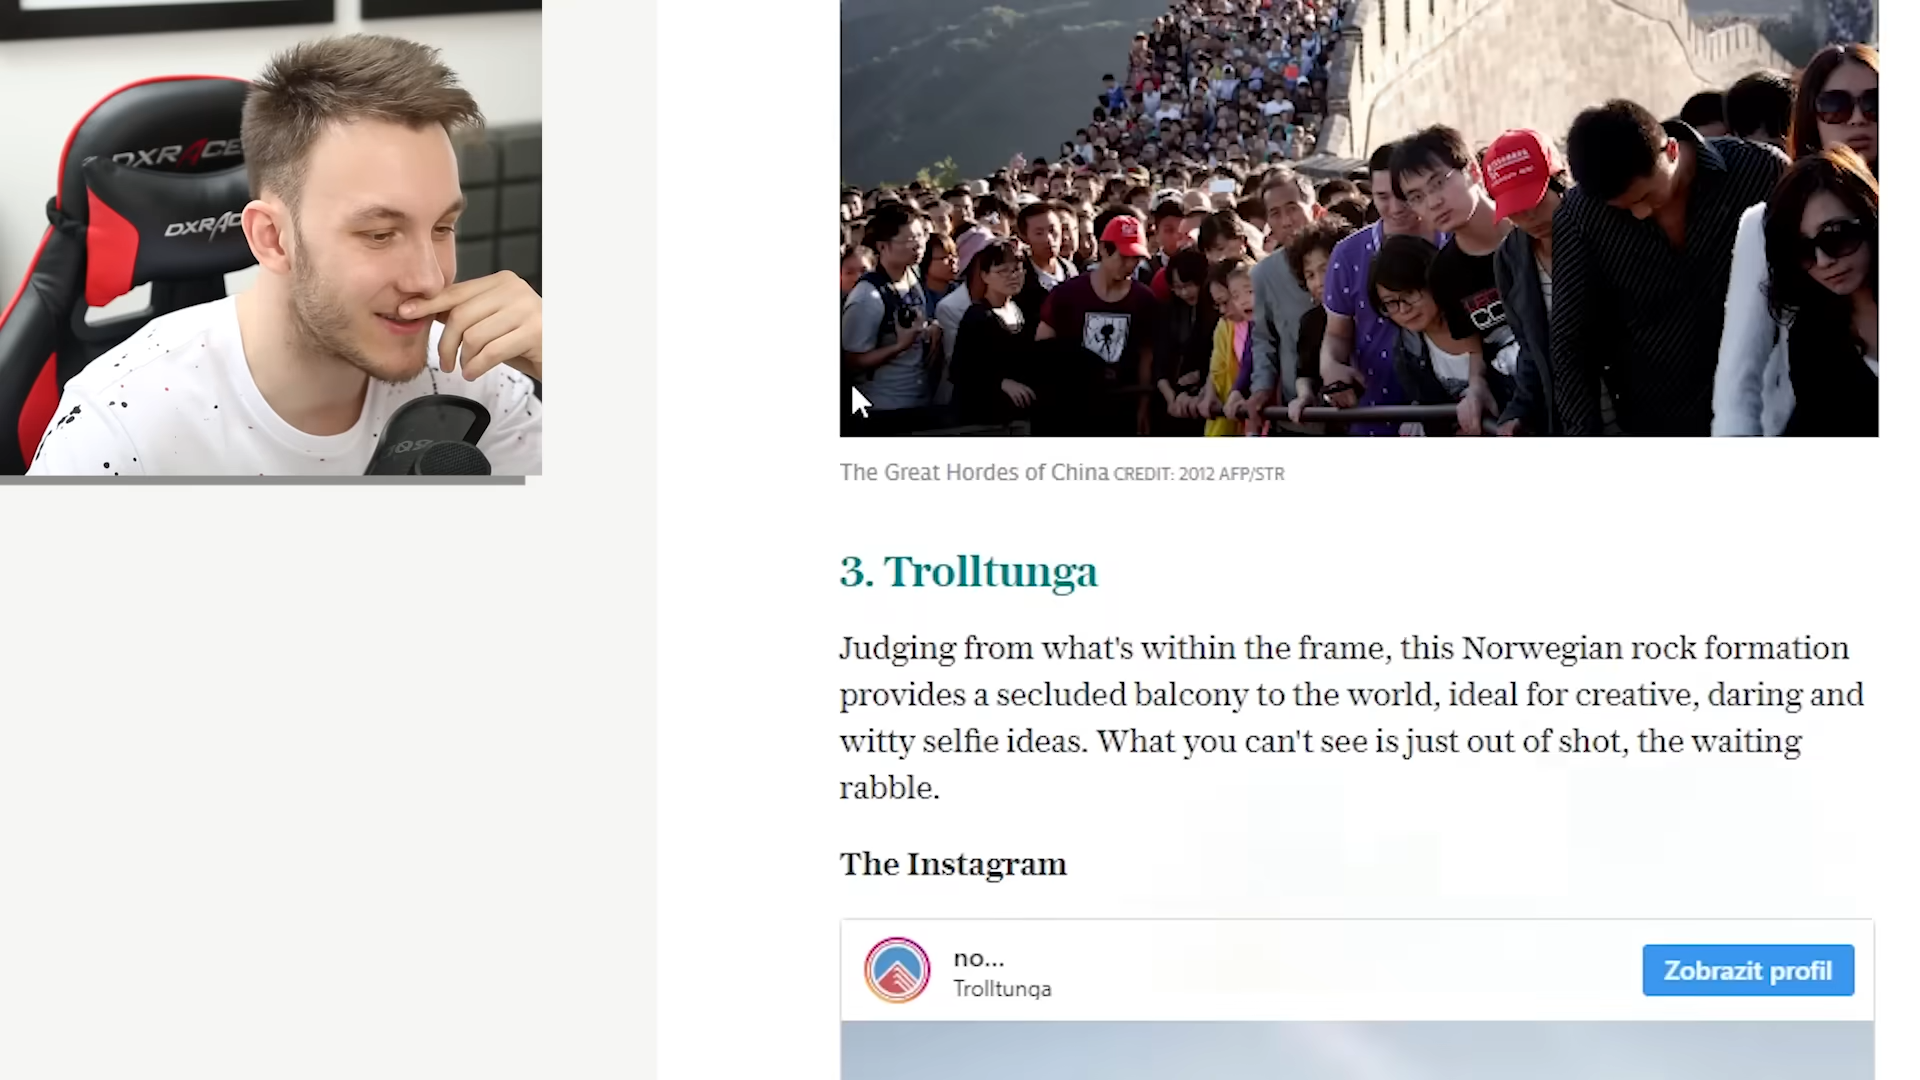 DXRACE
DXRAC
The Great Hordes of China CREDIT: 2012 AFP/STR
3. Trolltunga
Judging from what's within the frame, this Norwegian rock formation
provides a secluded balcony to the world, ideal for creative, daring and
witty selfie ideas. What you can't see is just out of shot, the waiting
rabble.
The Instagram
no...
Trolltunga
Zobrazit profil